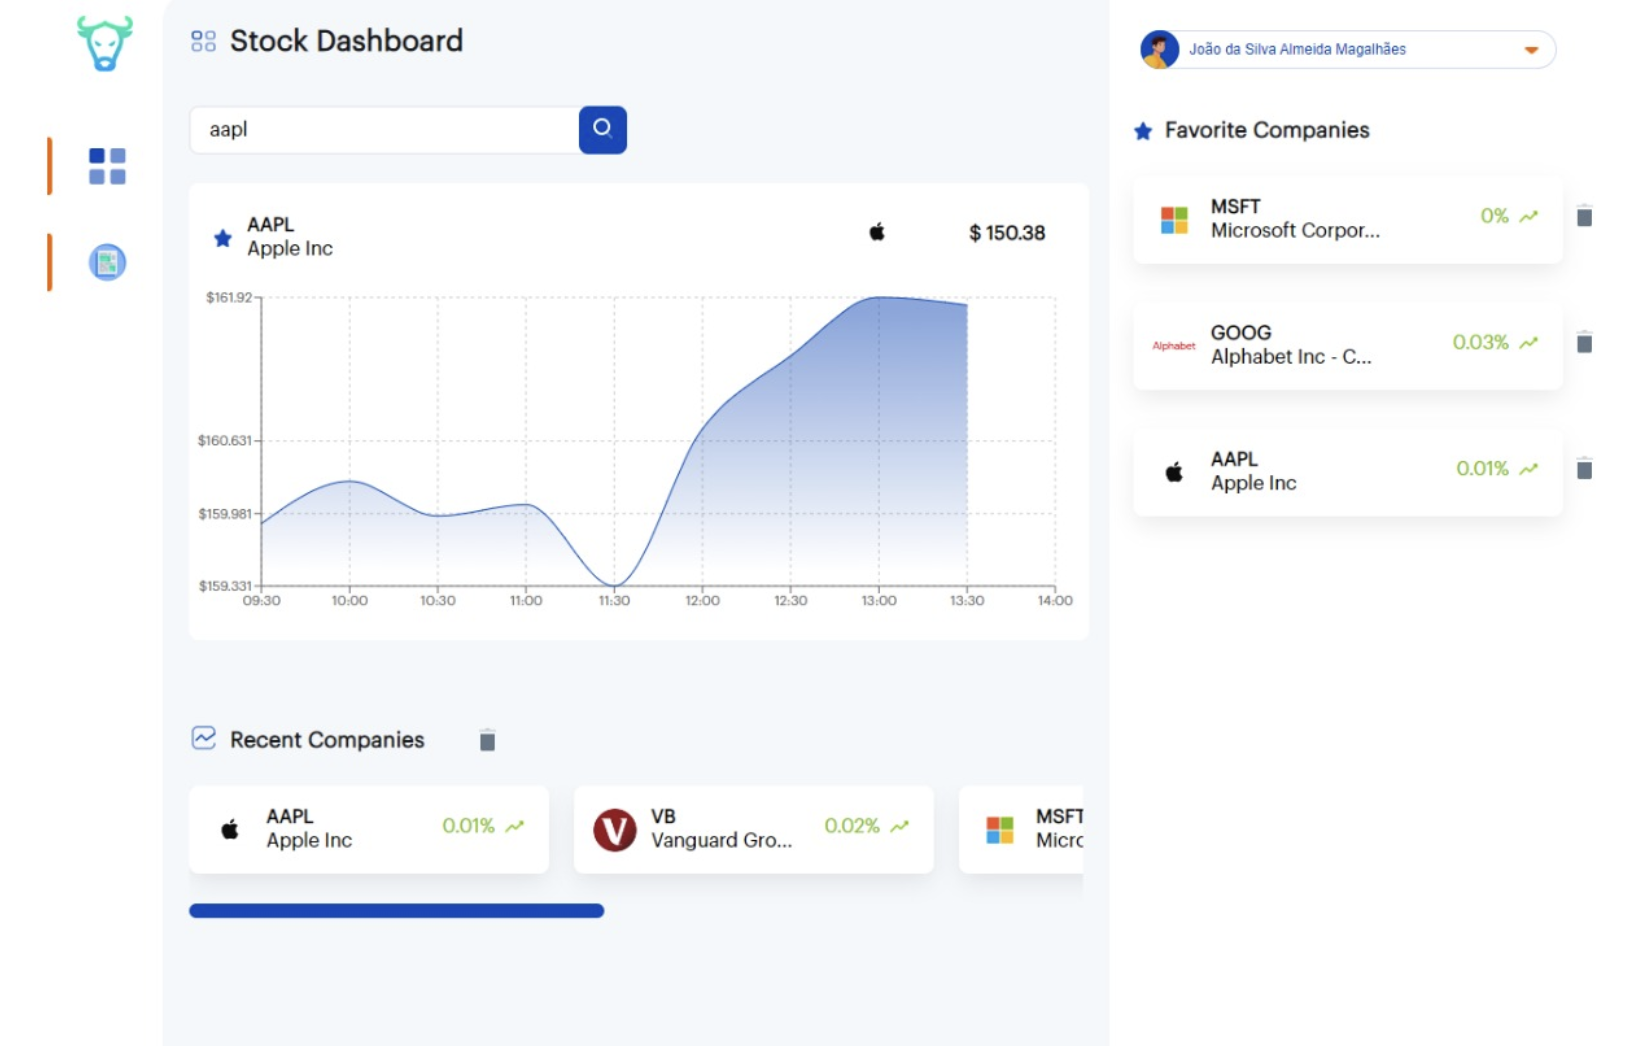 Stock Dashboard
aapl
AAPL
Apple Inc
$ 150.38
$161.92
$160.631
$159.981
$159.331
09:30 10:00 10:30 11:00 11:30 12:00 12:30 13:00 13:30 14:00
Recent Companies
AAPL
Apple Inc
0.01%
VB
Vanguard Gro...
0.02%
MSFT
Micro
João da Silva Almeida Magalhães
Favorite Companies
MSFT
Microsoft Corpor...
0%
Alphabet
GOOG
Alphabet Inc - C...
0.03%
AAPL
Apple Inc
0.01%